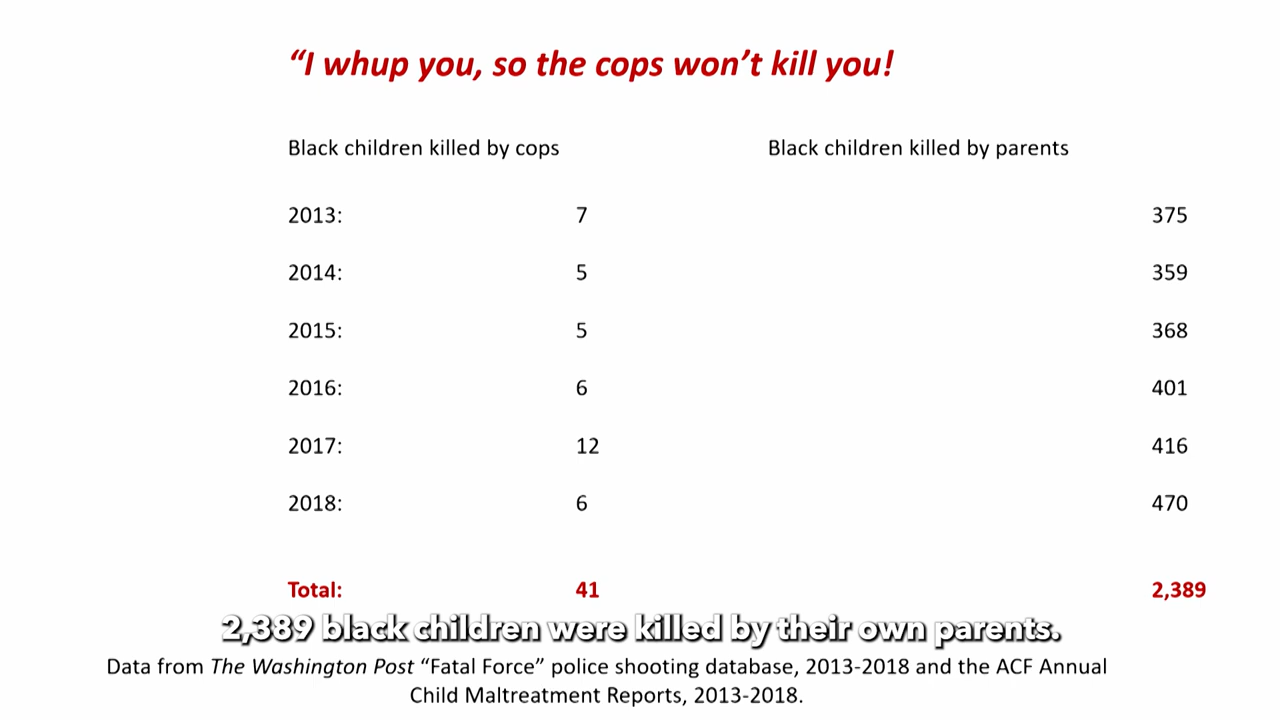 “I whup you, so the cops won’t kill you!
Black children killed by cops Black children killed by parents
2013: 7 375
2014: 5 359
2015: 5 368
2016: 6 401
2017: 12 416
2018: 6 470
Total: 41 2,389
2,389 black children were killed by their own parents.
Data from The Washington Post “Fatal Force” police shooting database, 2013-2018 and the ACF Annual
Child Maltreatment Reports, 2013-2018.